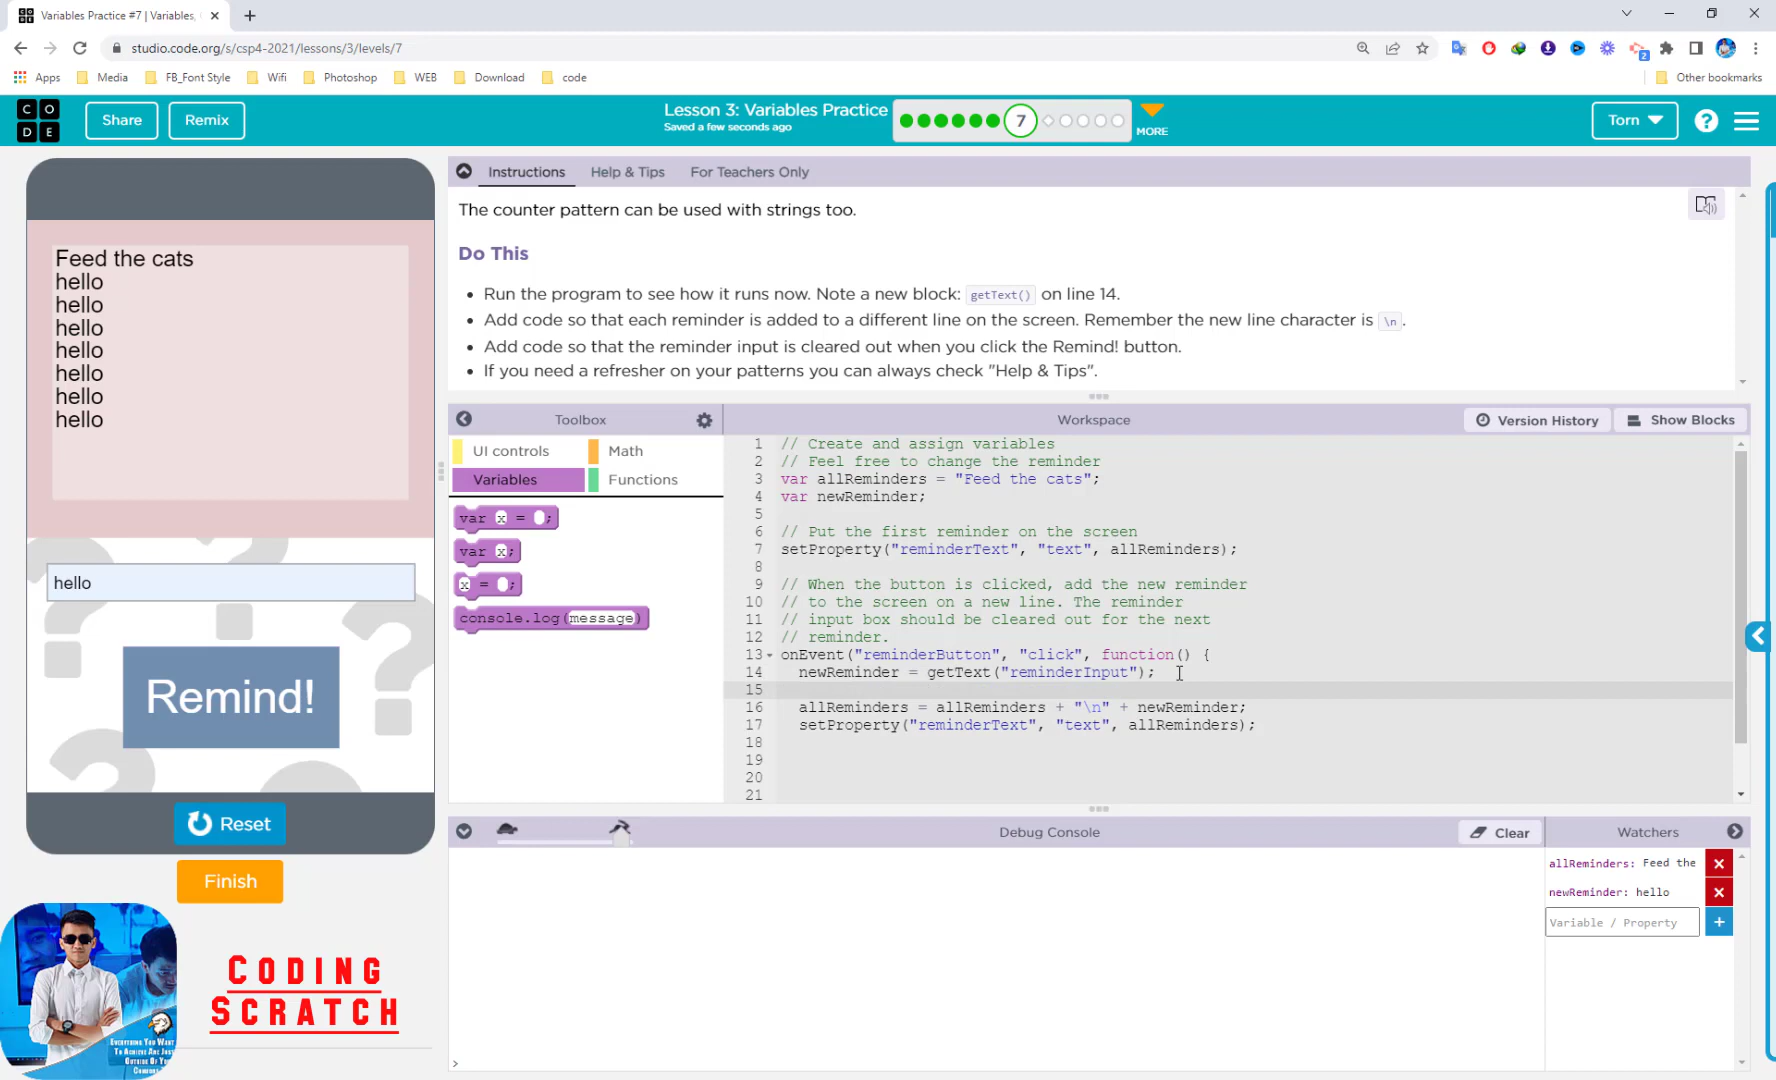 Variables Practice #7 | Variables,
studio.code.org/s/csp4-2021/lessons/3/levels/7
2
Apps
Media
FB_Font Style
Wifi
Photoshop
WEB
Download
code
Other bookmarks
C O
D E
Share
Remix
Lesson 3: Variables Practice
Saved a few seconds ago
7
MORE
Torn
?
Instructions
Help & Tips
For Teachers Only
The counter pattern can be used with strings too.
Do This
Run the program to see how it runs now. Note a new block: getText() on line 14.
Add code so that each reminder is added to a different line on the screen. Remember the new line character is \n.
Add code so that the reminder input is cleared out when you click the Remind! button.
If you need a refresher on your patterns you can always check "Help & Tips".
Feed the cats
hello
hello
hello
hello
hello
hello
hello
hello
Remind!
Reset
Finish
Toolbox
Workspace
Version History
Show Blocks
UI controls
Math
Variables
Functions
var x = ;
var x;
x = ;
console.log(message)
1 // Create and assign variables
2 // Feel free to change the reminder
3 var allReminders = "Feed the cats";
4 var newReminder;
5
6 // Put the first reminder on the screen
7 setProperty("reminderText", "text", allReminders);
8
9 // When the button is clicked, add the new reminder
10 // to the screen on a new line. The reminder
11 // input box should be cleared out for the next
12 // reminder.
13 onEvent("reminderButton", "click", function() {
14 newReminder = getText("reminderInput");
15
16 allReminders = allReminders + "\n" + newReminder;
17 setProperty("reminderText", "text", allReminders);
18
19
20
21
Debug Console
Clear
Watchers
allReminders: Feed the
newReminder: hello
Variable / Property
+
>
CODING
SCRATCH
EVERYTHING YOU WANT
TO ACHIEVE ARE JUST
OUTSIDE OF YOUR